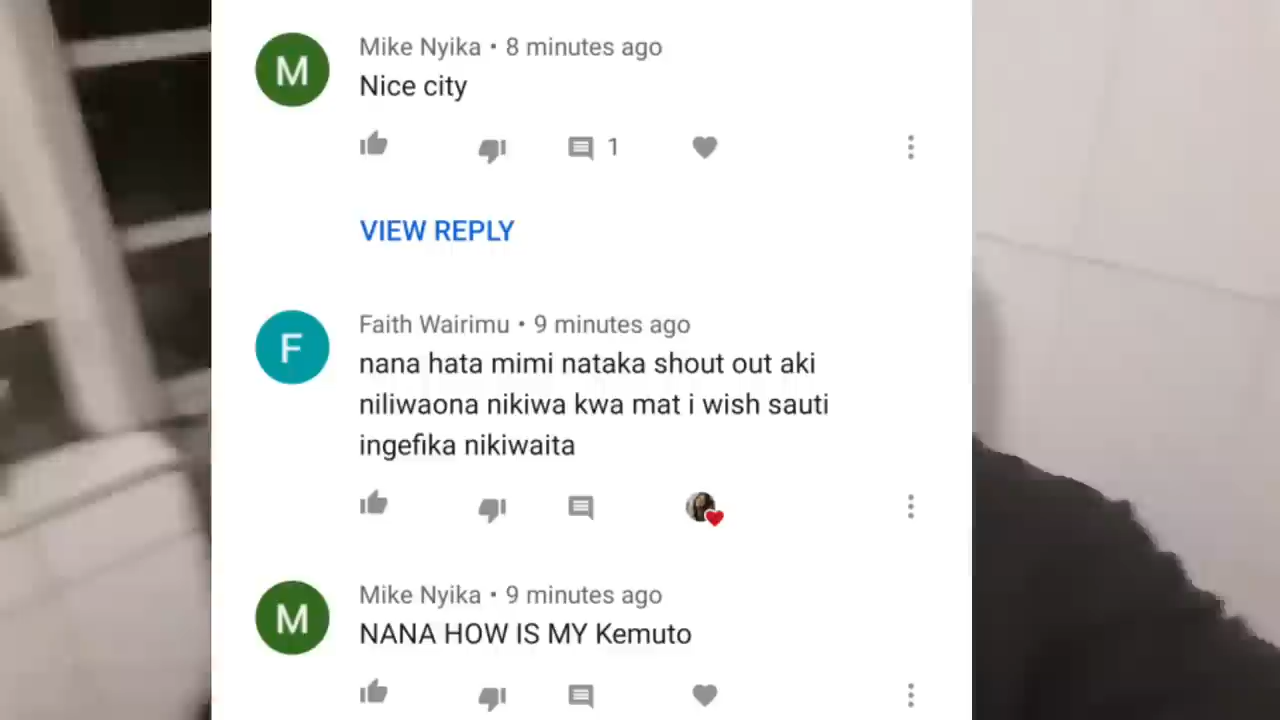 M
Mike Nyika • 8 minutes ago
Nice city
1
VIEW REPLY
F
Faith Wairimu • 9 minutes ago
nana hata mimi nataka shout out aki
niliwaona nikiwa kwa mat i wish sauti
ingefika nikiwaita
M
Mike Nyika • 9 minutes ago
NANA HOW IS MY Kemuto